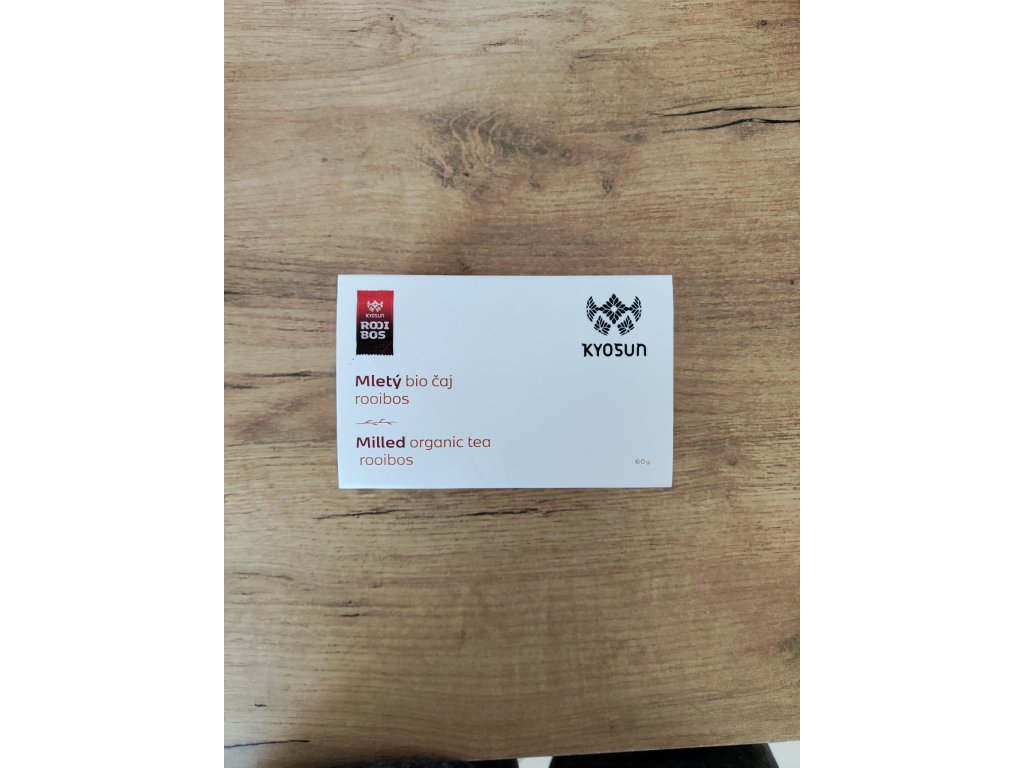 KYOSUN
ROOI
BOS
KYOSUN
Mletý bio čaj
rooibos
Milled organic tea
rooibos
60 g